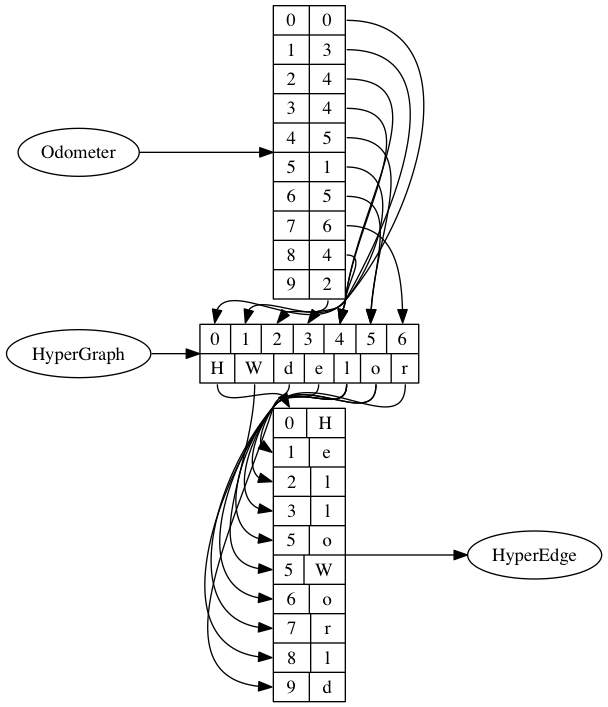 0 0
1 3
2 4
3 4
Odometer
4 5
5 1
6 5
7 6
8 4
9 2
0 1 2 3 4 5 6
HyperGraph
H W d e l o r
0 H
1 e
2 l
3 l
5 o
HyperEdge
5 W
6 o
7 r
8 l
9 d